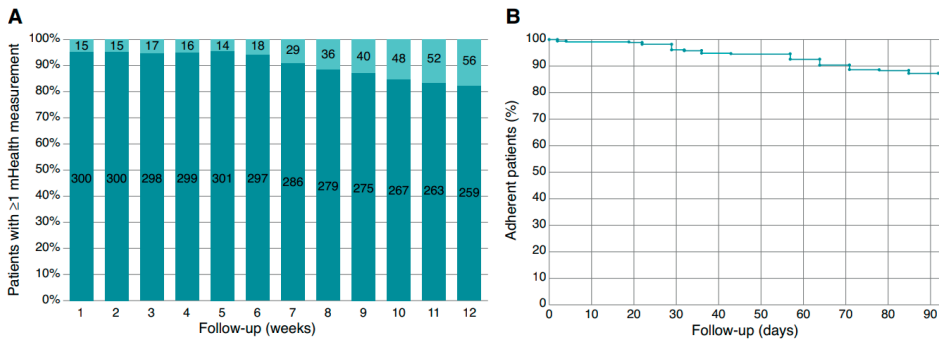 A
Patients with ≥1 mHealth measurement
100%
90%
80%
70%
60%
50%
40%
30%
20%
10%
0%
15 15 17 16 14 18 29 36 40 48 52 56
300 300 298 299 301 297 286 279 275 267 263 259
1 2 3 4 5 6 7 8 9 10 11 12
Follow-up (weeks)
B
Adherent patients (%)
100
90
80
70
60
50
40
30
20
10
0
0 10 20 30 40 50 60 70 80 90
Follow-up (days)